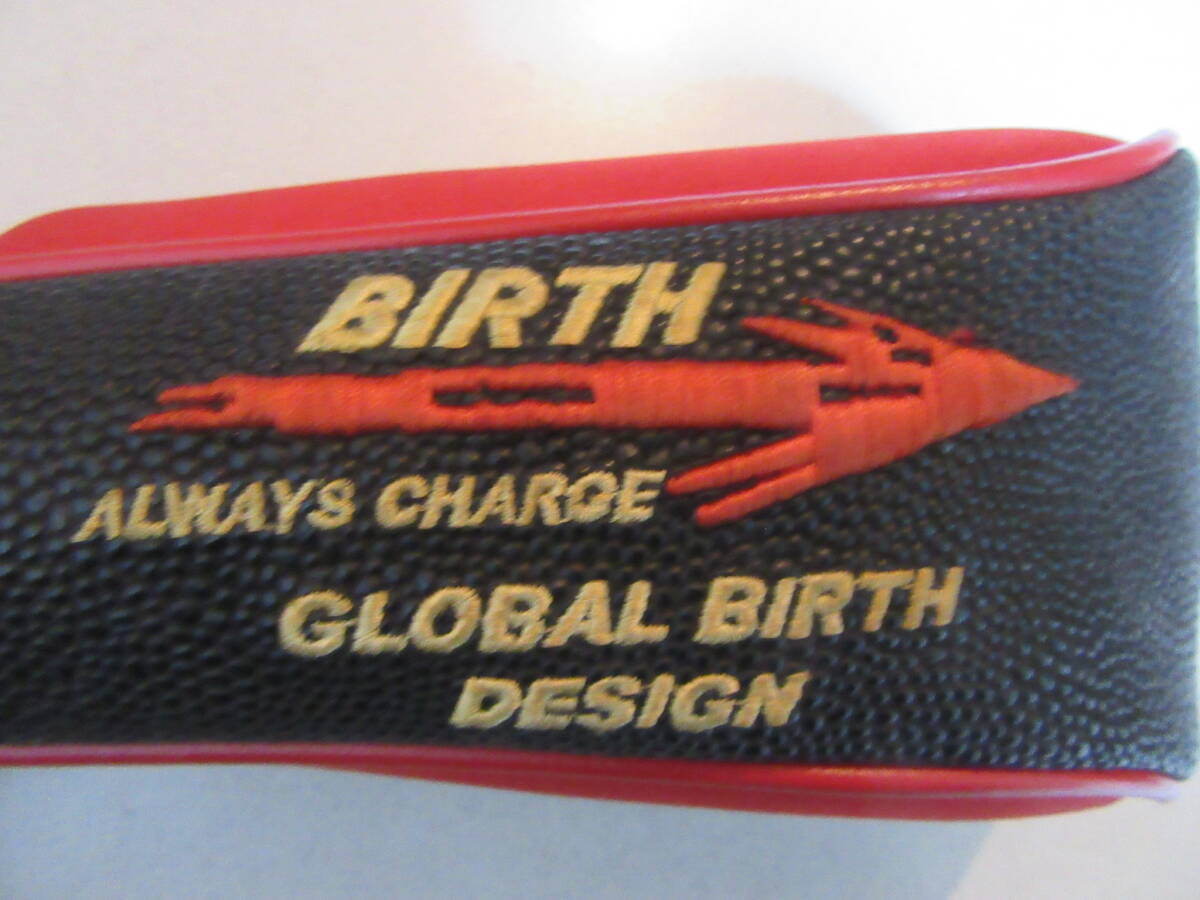 BIRTH
ALWAYS CHARGE
GLOBAL BIRTH
DESIGN